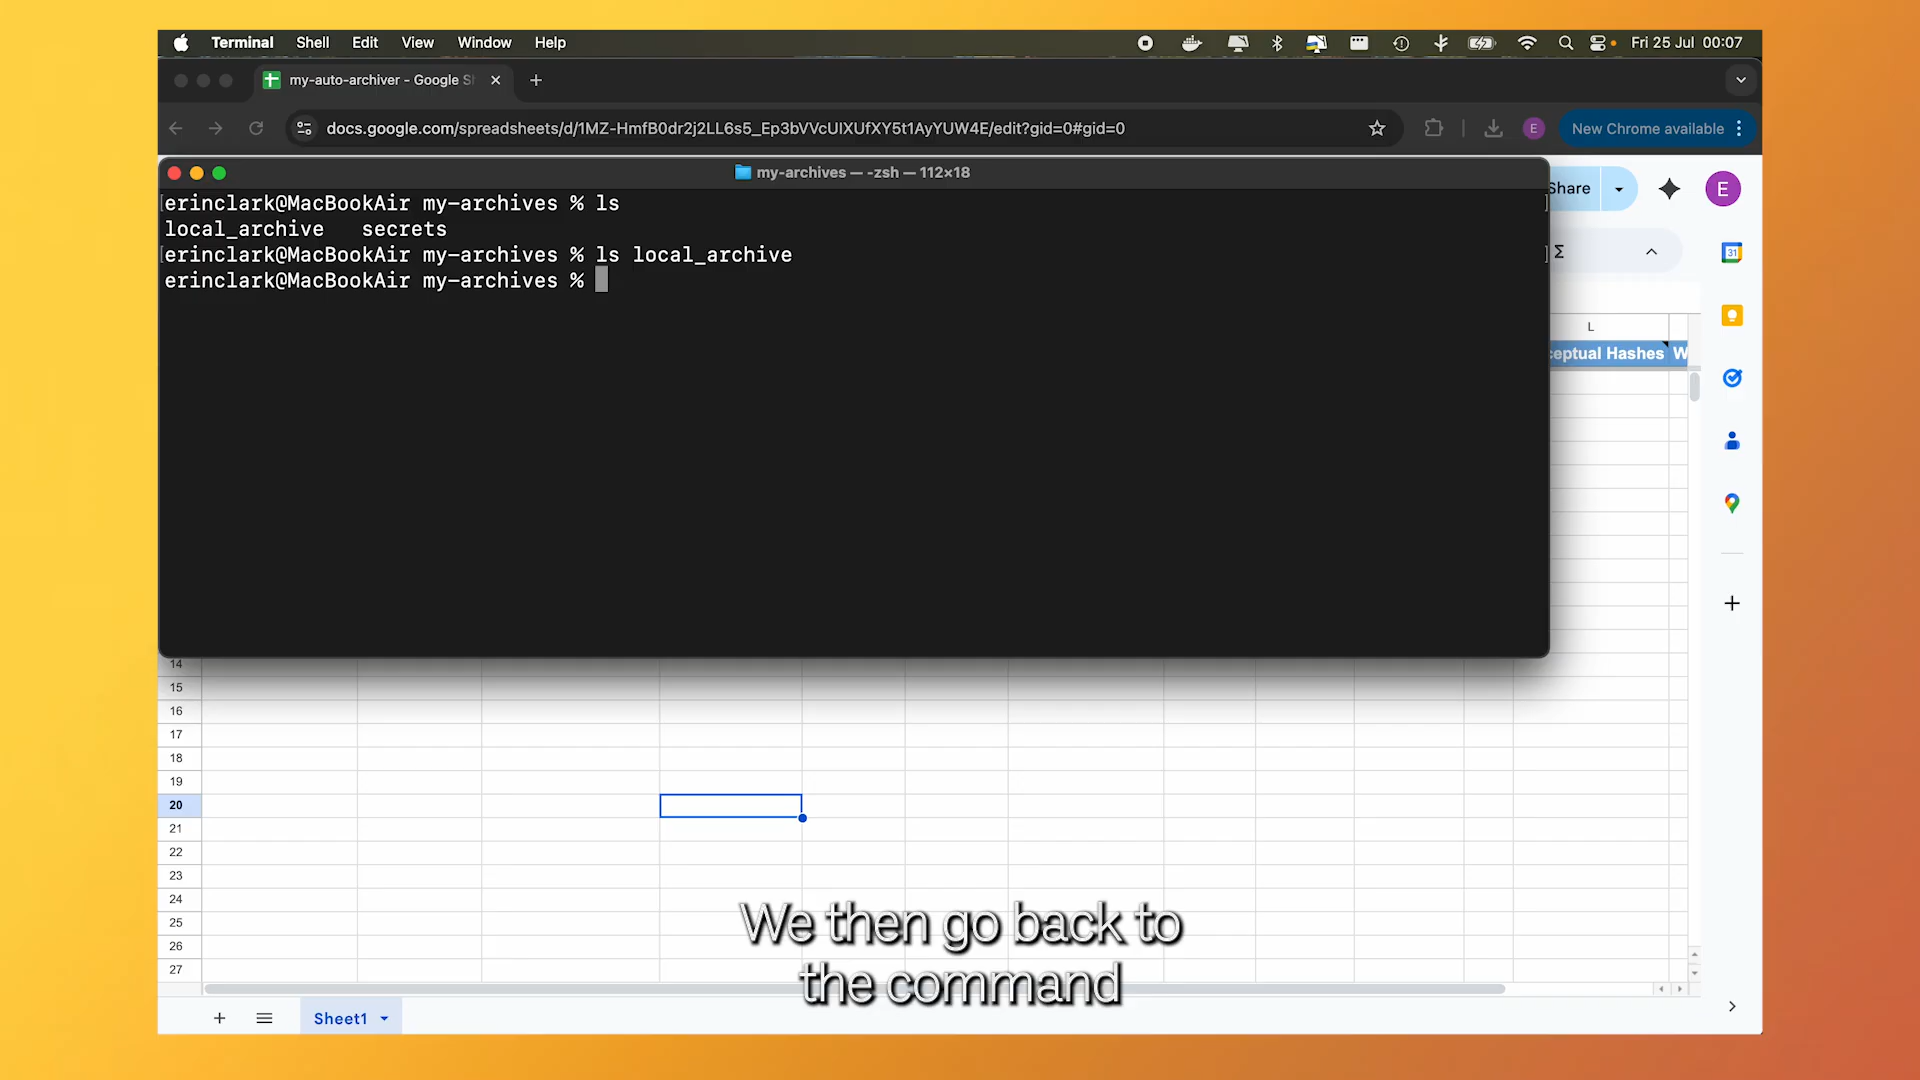 Terminal Shell Edit View Window Help Fri 25 Jul 00:07
my-auto-archiver - Google Sh
docs.google.com/spreadsheets/d/1MZ-HmfB0dr2j2LL6s5_Ep3bVVcUIXUfXY5t1AyYUW4E/edit?gid=0#gid=0 E New Chrome available
my-archives — -zsh — 112×18
Share E
erinclark@MacBookAir my-archives % ls
local_archive secrets
erinclark@MacBookAir my-archives % ls local_archive
erinclark@MacBookAir my-archives %
Σ
31
L
ceptual Hashes W
14
15
16
17
18
19
20
21
22
23
24
25
26
27
We then go back to
the command
Sheet1